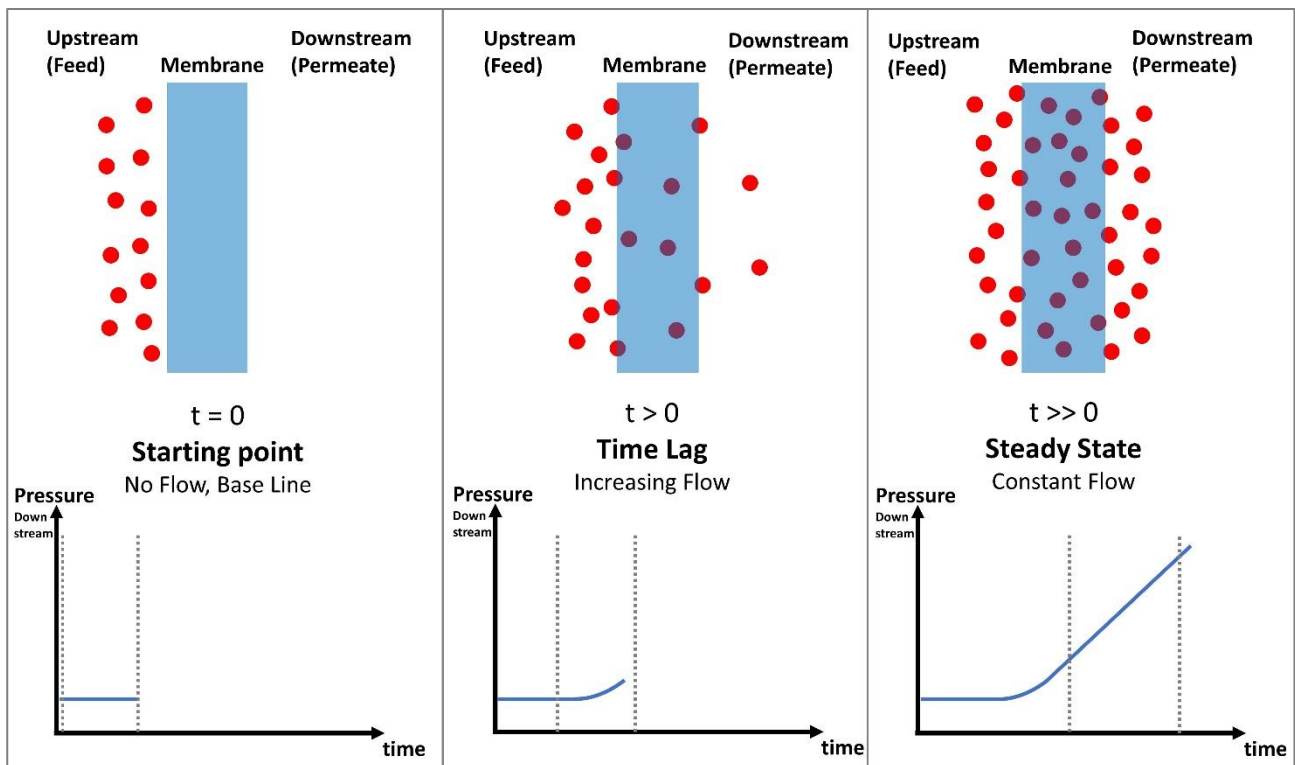 Upstream
(Feed)
Membrane
Downstream
(Permeate)
t = 0
Starting point
No Flow, Base Line
Pressure
Down
stream
time
Upstream
(Feed)
Membrane
Downstream
(Permeate)
t > 0
Time Lag
Increasing Flow
Pressure
Down
stream
time
Upstream
(Feed)
Membrane
Downstream
(Permeate)
t >> 0
Steady State
Constant Flow
Pressure
Down
stream
time